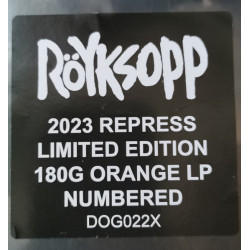 RÖYKSOPP
2023 REPRESS
LIMITED EDITION
180G ORANGE LP
NUMBERED
DOG022X